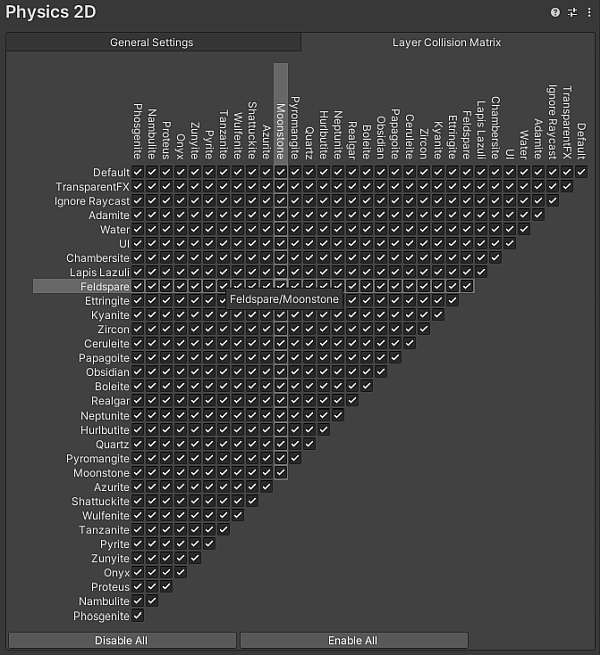 Physics 2D
General Settings
Layer Collision Matrix
Phosgenite
Nambulite
Proteus
Onyx
Zunyite
Pyrite
Tanzanite
Wulfenite
Shattuckite
Azurite
Moonstone
Pyromangite
Quartz
Hurlbutite
Neptunite
Realgar
Boleite
Obsidian
Papagoite
Ceruleite
Zircon
Kyanite
Ettringite
Feldspare
Lapis Lazuli
Chambersite
UI
Water
Adamite
Ignore Raycast
TransparentFX
Default
Default
TransparentFX
Ignore Raycast
Adamite
Water
UI
Chambersite
Lapis Lazuli
Feldspare
Feldspare/Moonstone
Ettringite
Kyanite
Zircon
Ceruleite
Papagoite
Obsidian
Boleite
Realgar
Neptunite
Hurlbutite
Quartz
Pyromangite
Moonstone
Azurite
Shattuckite
Wulfenite
Tanzanite
Pyrite
Zunyite
Onyx
Proteus
Nambulite
Phosgenite
Disable All
Enable All